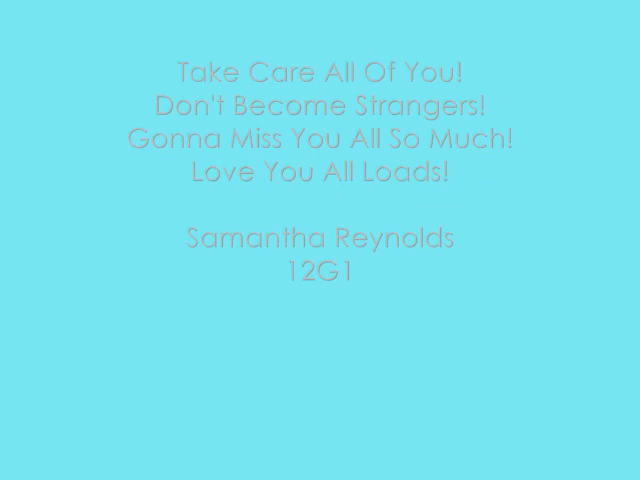 Take Care All Of You!
Don't Become Strangers!
Gonna Miss You All So Much!
Love You All Loads!
Samantha Reynolds
12G1